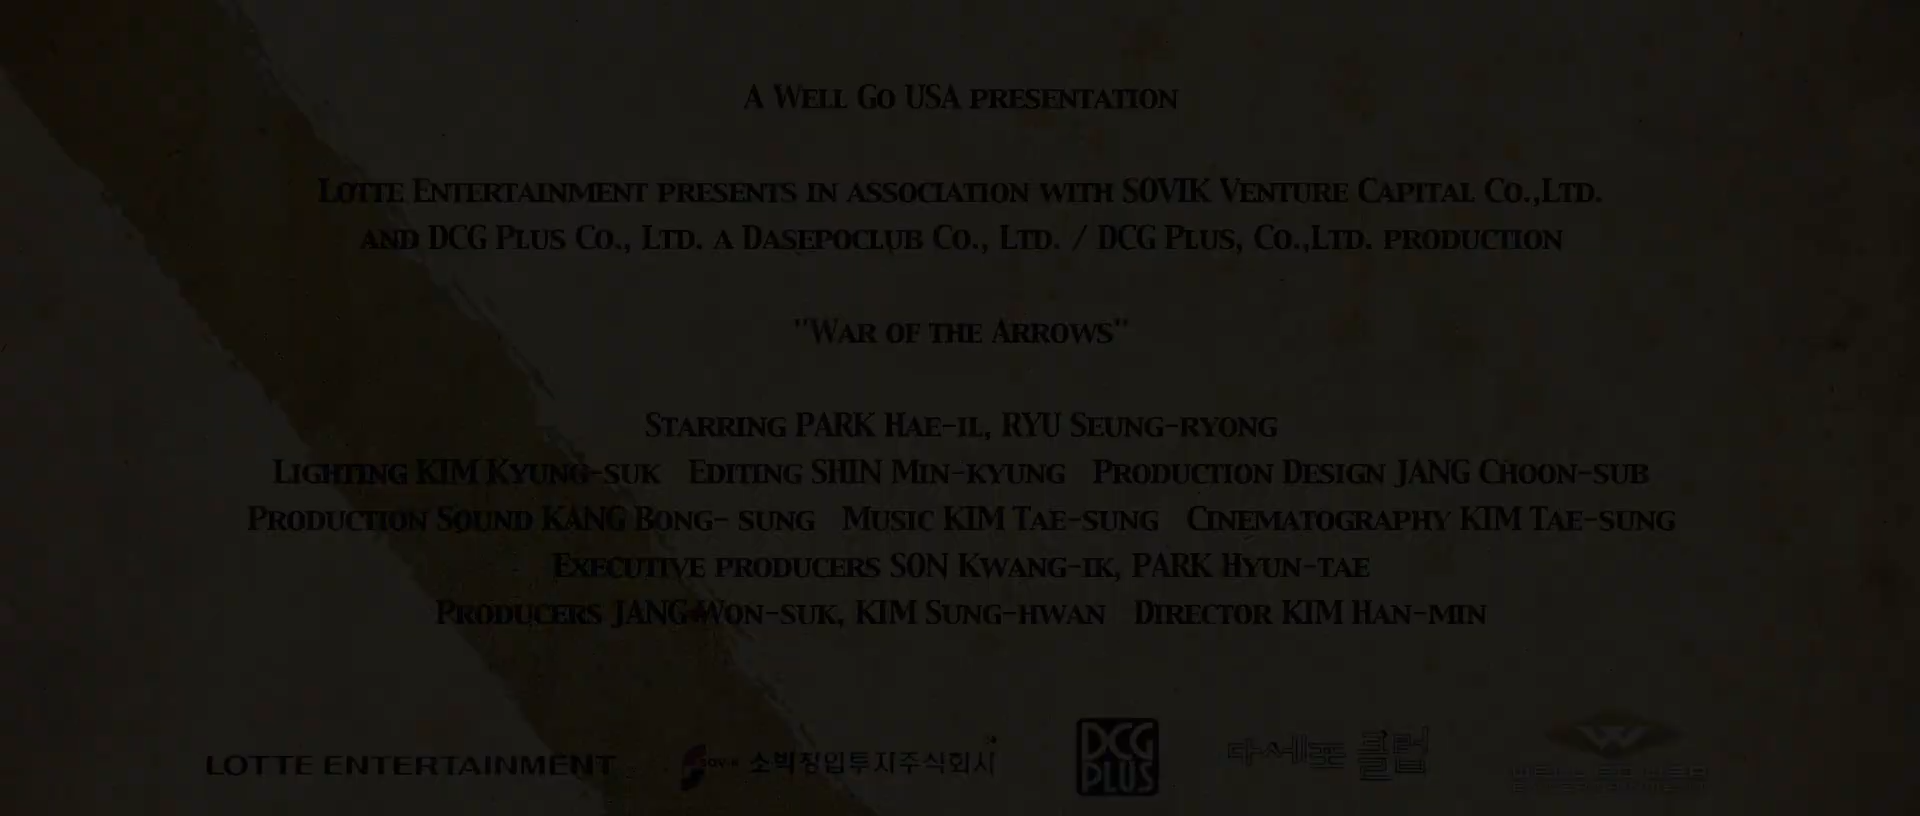 A Well Go USA presentation
Lotte Entertainment presents in association with SOVIK Venture Capital Co.,Ltd.
and DCG Plus Co., Ltd. a Dasepoclub Co., Ltd. / DCG Plus, Co.,Ltd. production
"War of the Arrows"
Starring PARK Hae-il, RYU Seung-ryong
Lighting KIM Kyung-suk Editing SHIN Min-kyung Production Design JANG Choon-sub
Production Sound KANG Bong- sung Music KIM Tae-sung Cinematography KIM Tae-sung
Executive producers SON Kwang-ik, PARK Hyun-tae
Producers JANG Won-suk, KIM Sung-hwan Director KIM Han-min
LOTTE ENTERTAINMENT SOVIK 소빅창업투자주식회사 DCG PLUS 다세포 클럽